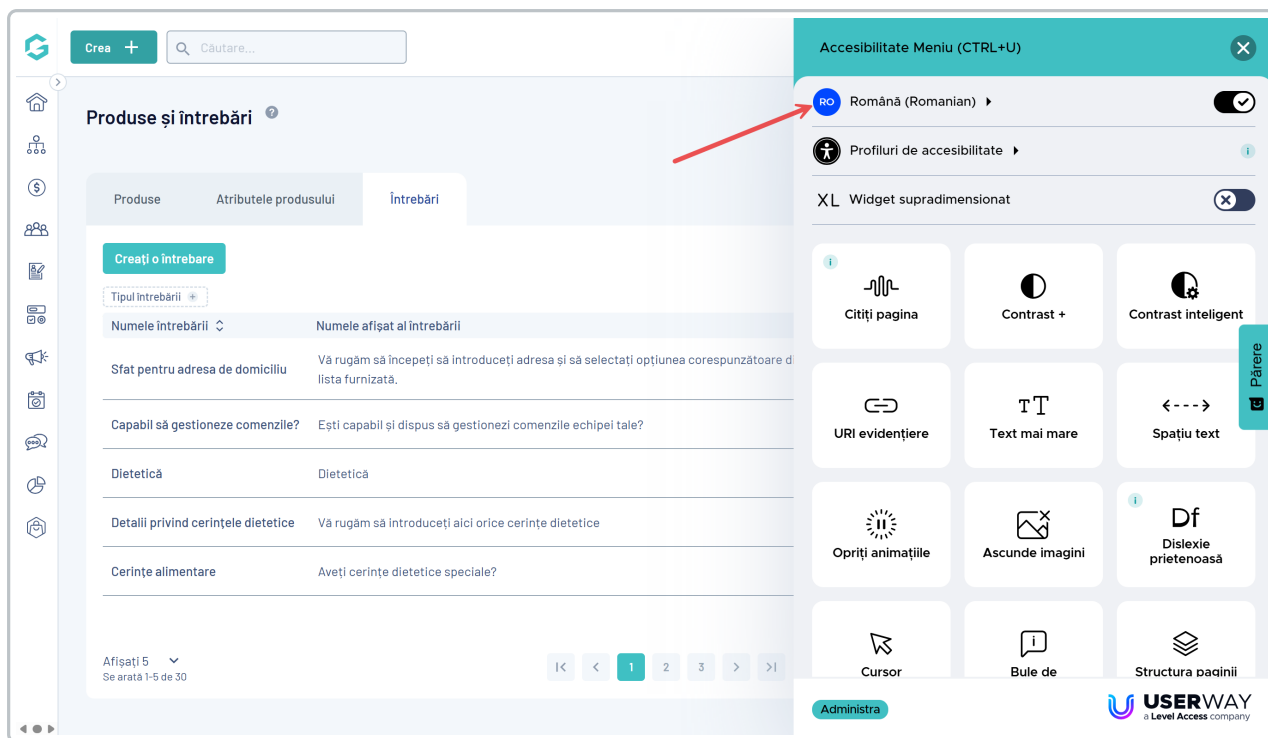 Crea +
Căutare...
Produse și întrebări
Produse
Atributele produsului
Întrebări
Creați o întrebare
Tipul întrebării +
Numele întrebării
Numele afișat al întrebării
Sfat pentru adresa de domiciliu
Vă rugăm să începeți să introduceți adresa și să selectați opțiunea corespunzătoare
lista furnizată.
Capabil să gestioneze comenzile?
Ești capabil și dispus să gestionezi comenzile echipei tale?
Dietetică
Dietetică
Detalii privind cerințele dietetice
Vă rugăm să introduceți aici orice cerințe dietetice
Cerințe alimentare
Aveți cerințe dietetice speciale?
Afișați 5
Se arată 1-5 de 30
1
2
3
Accesibilitate Meniu (CTRL+U)
RO Română (Romanian)
Profiluri de accesibilitate
XL Widget supradimensionat
Citiți pagina
Contrast +
Contrast inteligent
URI evidențiere
Text mai mare
Spațiu text
Opriți animațiile
Ascunde imagini
Df
Dislexie
prietenoasă
Cursor
Bule de
Structura paginii
Părere
Administra
USERWAY
a Level Access company